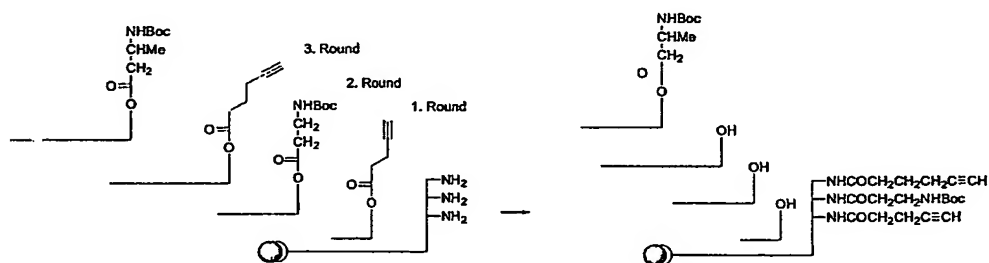 NHBoc
CHMe
CH2
O
O
3. Round
O
O
2. Round
NHBoc
CH2
CH2
O
O
1. Round
O
O
NH2
NH2
NH2
NHBoc
CHMe
O
O
OH
OH
OH
NHCOCH2CH2CH2C≡CH
NHCOCH2CH2NHBoc
NHCOCH2CH2C≡CH